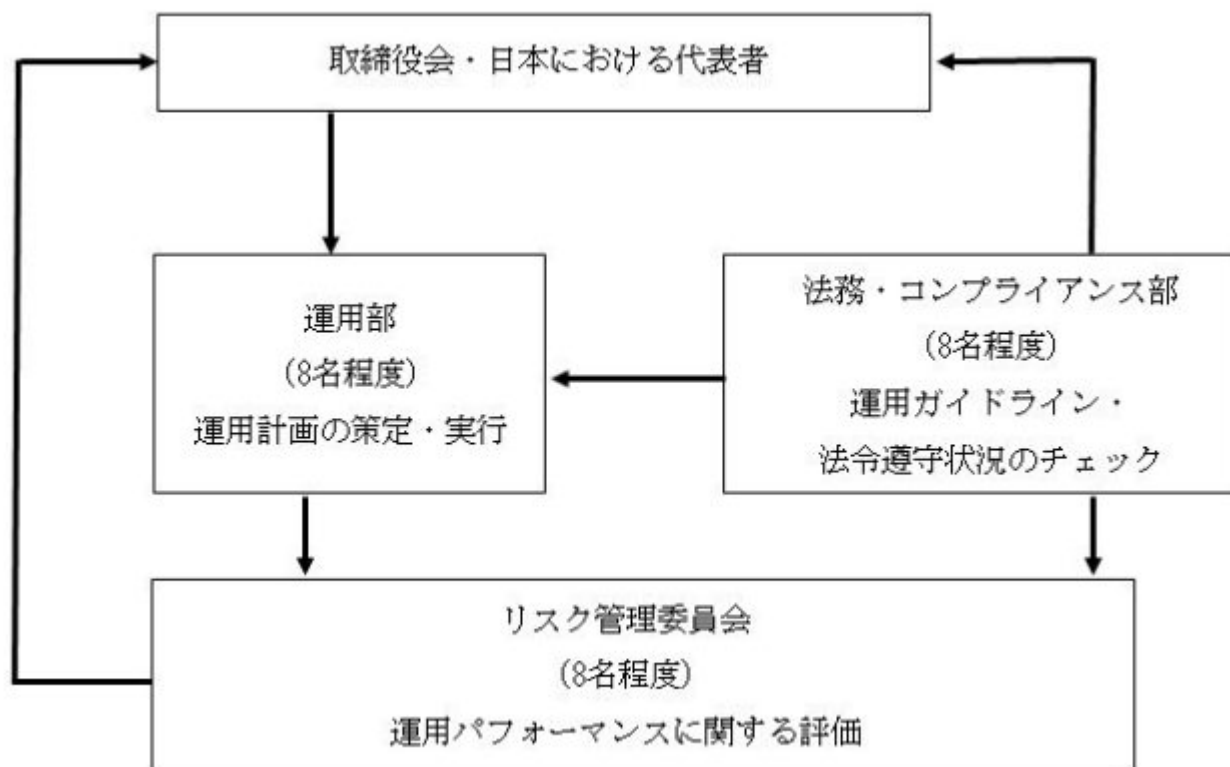 取締役会・日本における代表者
運用部
(8名程度)
運用計画の策定・実行
法務・コンプライアンス部
(8名程度)
運用ガイドライン・
法令遵守状況のチェック
リスク管理委員会
(8名程度)
運用パフォーマンスに関する評価